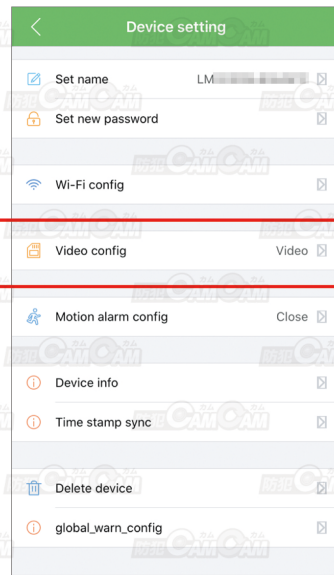 Device setting
Set name LM
Set new password
Wi-Fi config
Video config Video
Motion alarm config Close
Device info
Time stamp sync
Delete device
global_warn_config